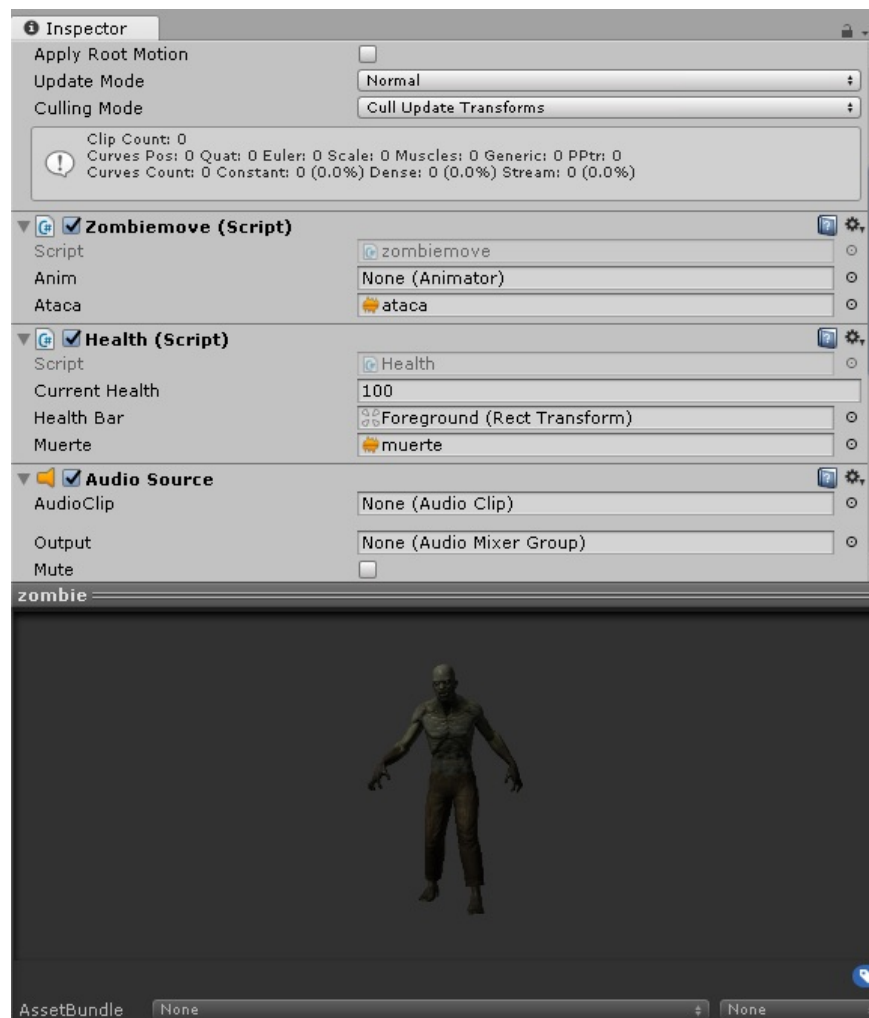 Inspector
Apply Root Motion
Update Mode Normal
Culling Mode Cull Update Transforms
Clip Count: 0
Curves Pos: 0 Quat: 0 Euler: 0 Scale: 0 Muscles: 0 Generic: 0 PPtr: 0
Curves Count: 0 Constant: 0 (0.0%) Dense: 0 (0.0%) Stream: 0 (0.0%)
Zombiemove (Script)
Script zombiemove
Anim None (Animator)
Ataca ataca
Health (Script)
Script Health
Current Health 100
Health Bar Foreground (Rect Transform)
Muerte muerte
Audio Source
AudioClip None (Audio Clip)
Output None (Audio Mixer Group)
Mute
zombie
AssetBundle None None